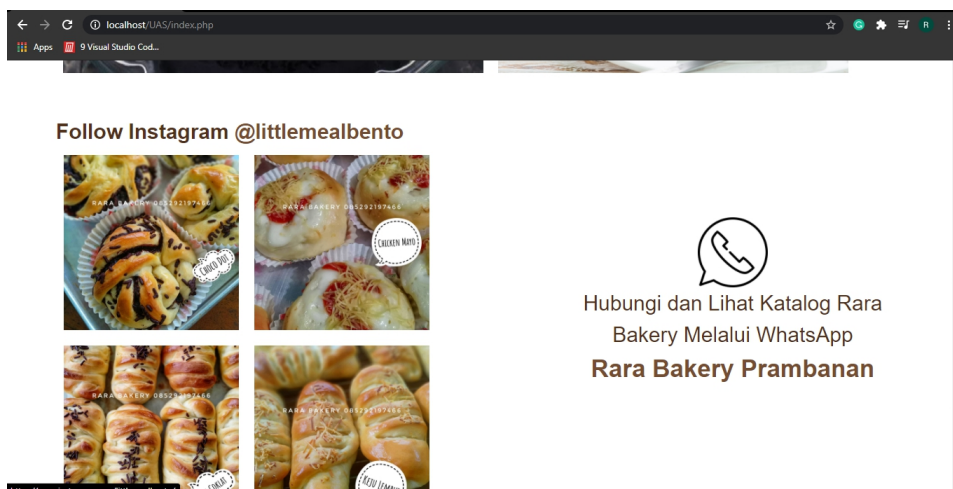 localhost/UAS/index.php
R
Apps
9 Visual Studio Cod...
Follow Instagram @littlemealbento
RARA BAKERY 085292197466
CHOCO DOT
RARA BAKERY 085292197466
CHICKEN MAYO
Hubungi dan Lihat Katalog Rara
Bakery Melalui WhatsApp
Rara Bakery Prambanan
RARA BAKERY 085292197466
COKLAT
RARA BAKERY 085292197466